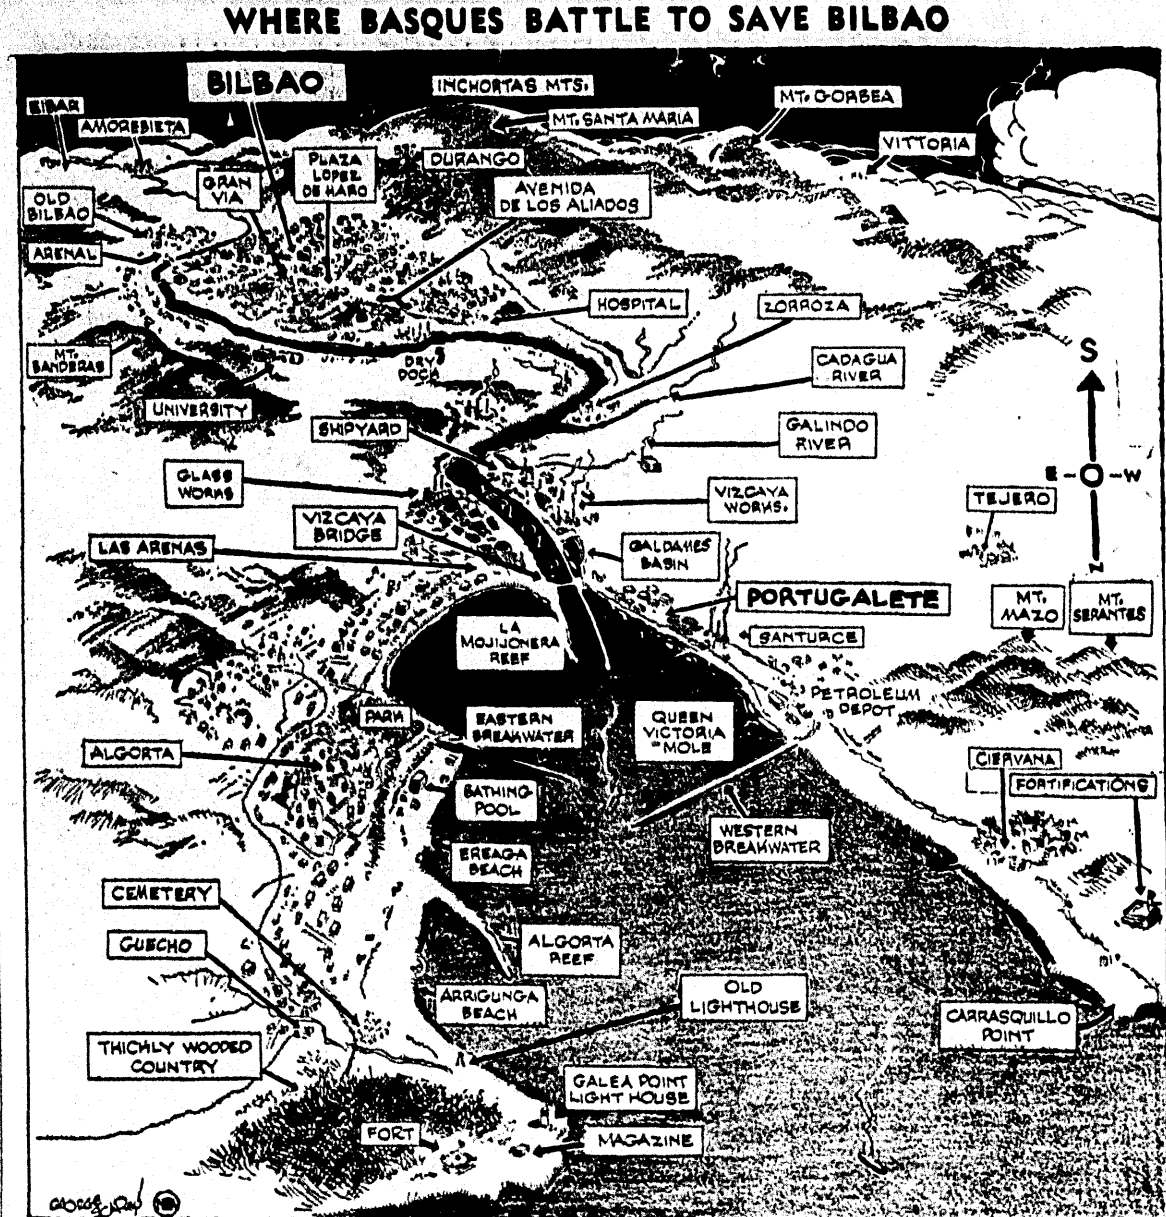 WHERE BASQUES BATTLE TO SAVE BILBAO
BILBAO
INCHORTAS MTS.
MT. GORBEA
EIBAR
AMOREBIETA
MT. SANTA MARIA
VITTORIA
PLAZA
LOPEZ
DE HARO
DURANGO
GRAN
VIA
AVENIDA
DE LOS ALIADOS
OLD
BILBAO
ARENAL
HOSPITAL
ZORROZA
MT.
BANDERAS
DRY
DOCKS
CADAGUA
RIVER
UNIVERSITY
SHIPYARD
GALINDO
RIVER
S
E-O-W
N
GLASS
WORKS
VIZCAYA
WORKS.
TEJERO
VIZCAYA
BRIDGE
LAS ARENAS
GALDAMES
BASIN
PORTUGALETE
MT.
MAZO
MT.
SERANTES
LA
MOJIJONERA
REEF
SANTURCE
PETROLEUM
DEPOT
PARK
EASTERN
BREAKWATER
QUEEN
VICTORIA
MOLE
ALGORTA
CIERVANA
FORTIFICATIONS
BATHING
POOL
WESTERN
BREAKWATER
EREAGA
BEACH
CEMETERY
GUECHO
ALGORTA
REEF
ARRIGUNGA
BEACH
OLD
LIGHTHOUSE
CARRASQUILLO
POINT
THICKLY WOODED
COUNTRY
GALEA POINT
LIGHT HOUSE
FORT
MAGAZINE